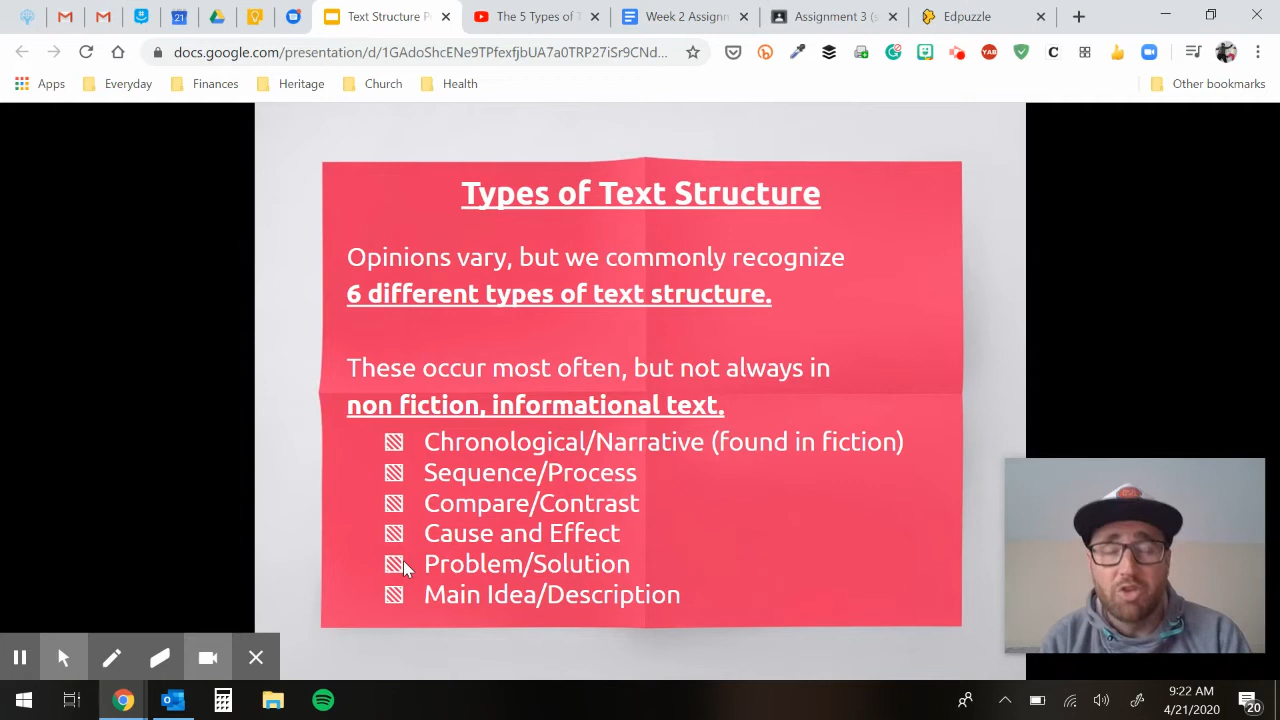 Text Structure P
The 5 Types of T
Week 2 Assignm
Assignment 3 (s
Edpuzzle
docs.google.com/presentation/d/1GAdoShcENe9TPfexfjbUA7a0TRP27iSr9CNd...
Apps
Everyday
Finances
Heritage
Church
Health
Other bookmarks
Types of Text Structure
Opinions vary, but we commonly recognize
6 different types of text structure.
These occur most often, but not always in
non fiction, informational text.
Chronological/Narrative (found in fiction)
Sequence/Process
Compare/Contrast
Cause and Effect
Problem/Solution
Main Idea/Description
9:22 AM
4/21/2020
20